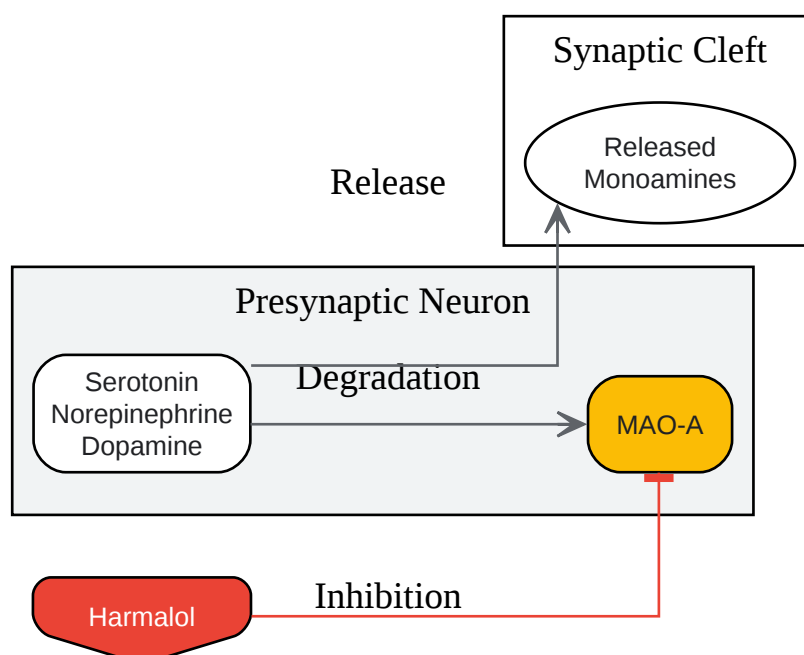 Synaptic Cleft
Released
Monoamines
Release
Presynaptic Neuron
Degradation
Serotonin
Norepinephrine
Dopamine
MAO-A
Inhibition
Harmalol